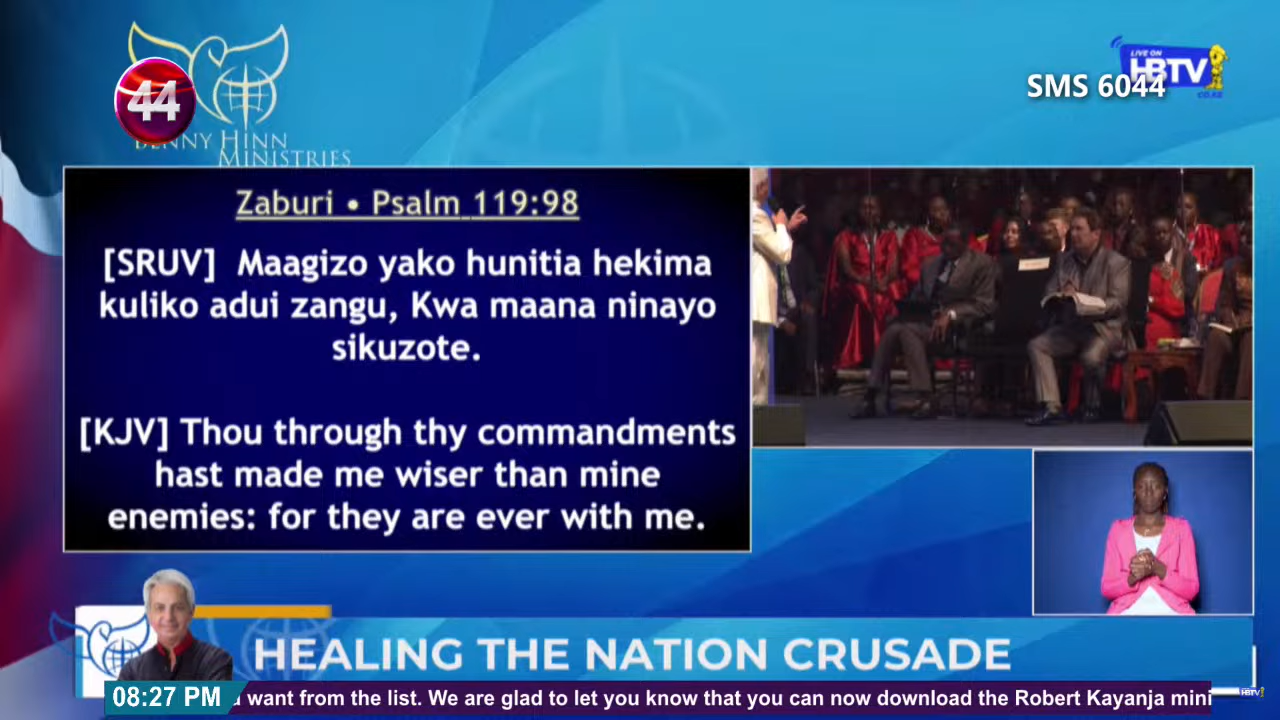 44
BENNY HINN
MINISTRIES
LIVE ON
HBTV
SMS 6044
Zaburi • Psalm 119:98
[SRUV] Maagizo yako hunitia hekima
kuliko adui zangu, Kwa maana ninayo
sikuzote.
[KJV] Thou through thy commandments
hast made me wiser than mine
enemies: for they are ever with me.
HEALING THE NATION CRUSADE
08:27 PM
want from the list. We are glad to let you know that you can now download the Robert Kayanja mini
HBTV